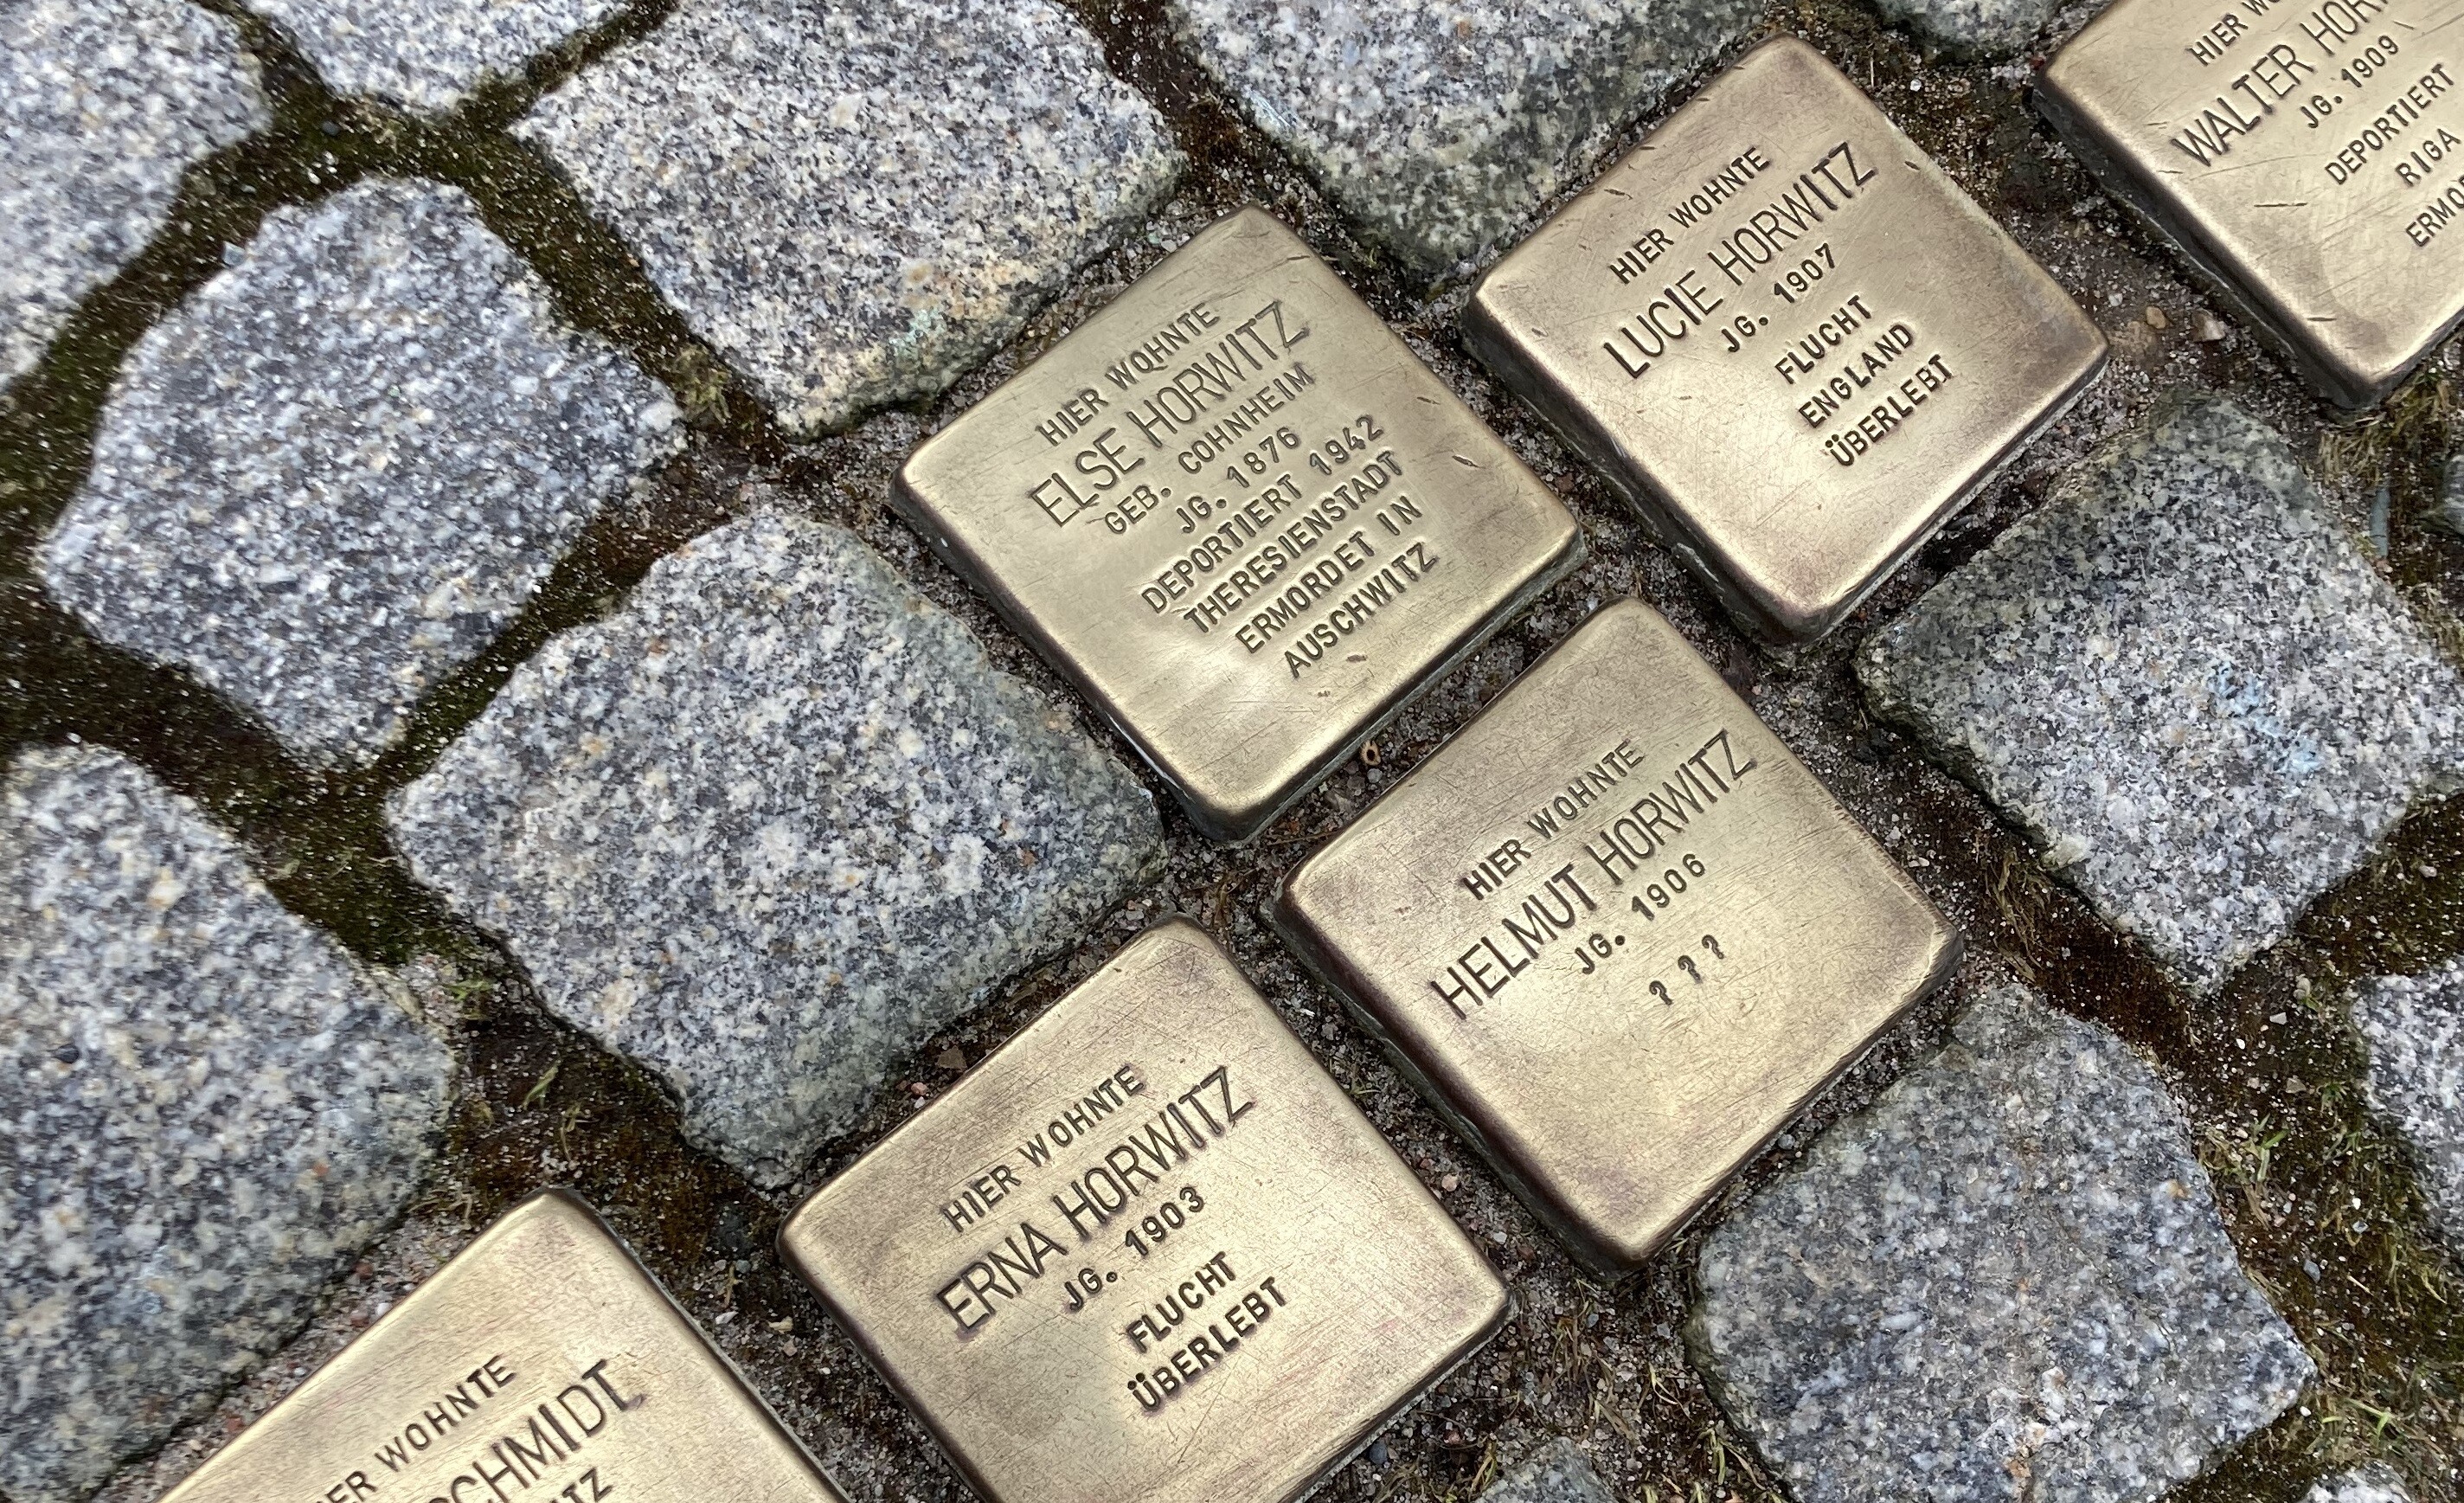 HIER WOHNTE
ELSE HORWITZ
GEB. COHNHEIM
JG. 1876
DEPORTIERT 1942
THERESIENSTADT
ERMORDET IN
AUSCHWITZ
HIER WOHNTE
LUCIE HORWITZ
JG. 1907
FLUCHT
ENGLAND
ÜBERLEBT
HIER
WALTER
JG. 1909
DEPORTIERT
RIGA
HIER WOHNTE
HELMUT HORWITZ
JG. 1906
???
HIER WOHNTE
ERNA HORWITZ
JG. 1903
FLUCHT
ÜBERLEBT
WOHNTE